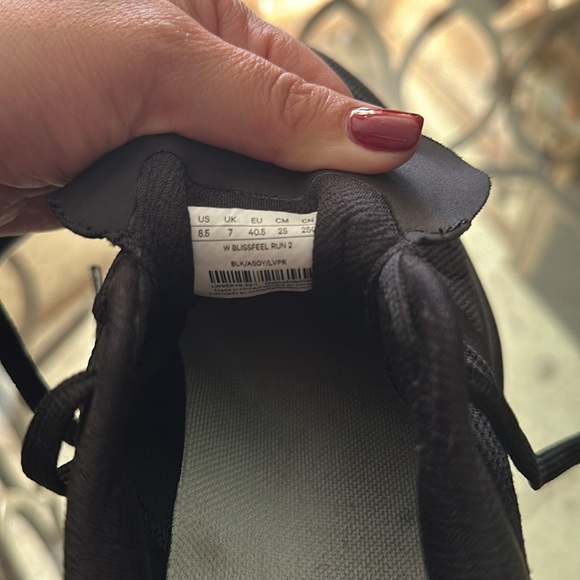 US UK EU CM CN
8.5 7 40.5 25 250
W BLISSFEEL RUN 2
BLK/ASGY/LVPR